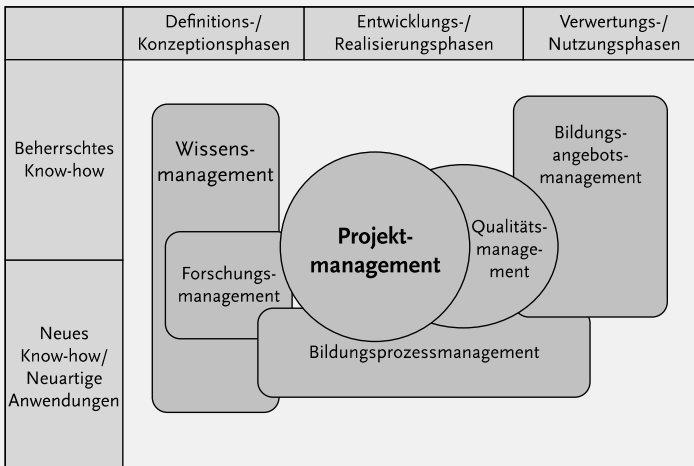 Definitions-/
Konzeptionsphasen
Entwicklungs-/
Realisierungsphasen
Verwertungs-/
Nutzungsphasen
Beherrschtes
Know-how
Wissens-
management
Bildungs-
angebots-
management
Projekt-
management
Qualitäts-
manage-
ment
Forschungs-
management
Neues
Know-how/
Neuartige
Anwendungen
Bildungsprozessmanagement